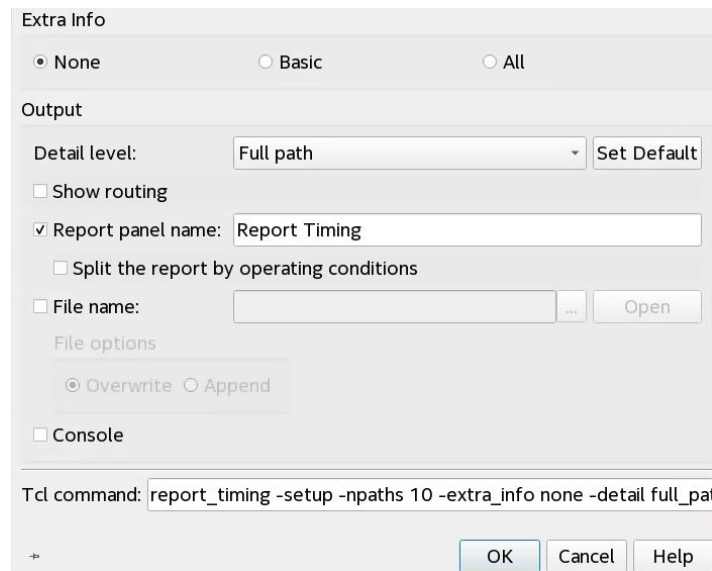 Extra Info
None Basic All
Output
Detail level: Full path Set Default
Show routing
Report panel name: Report Timing
Split the report by operating conditions
File name: ... Open
File options
Overwrite Append
Console
Tcl command: report_timing -setup -npaths 10 -extra_info none -detail full_pat
OK Cancel Help